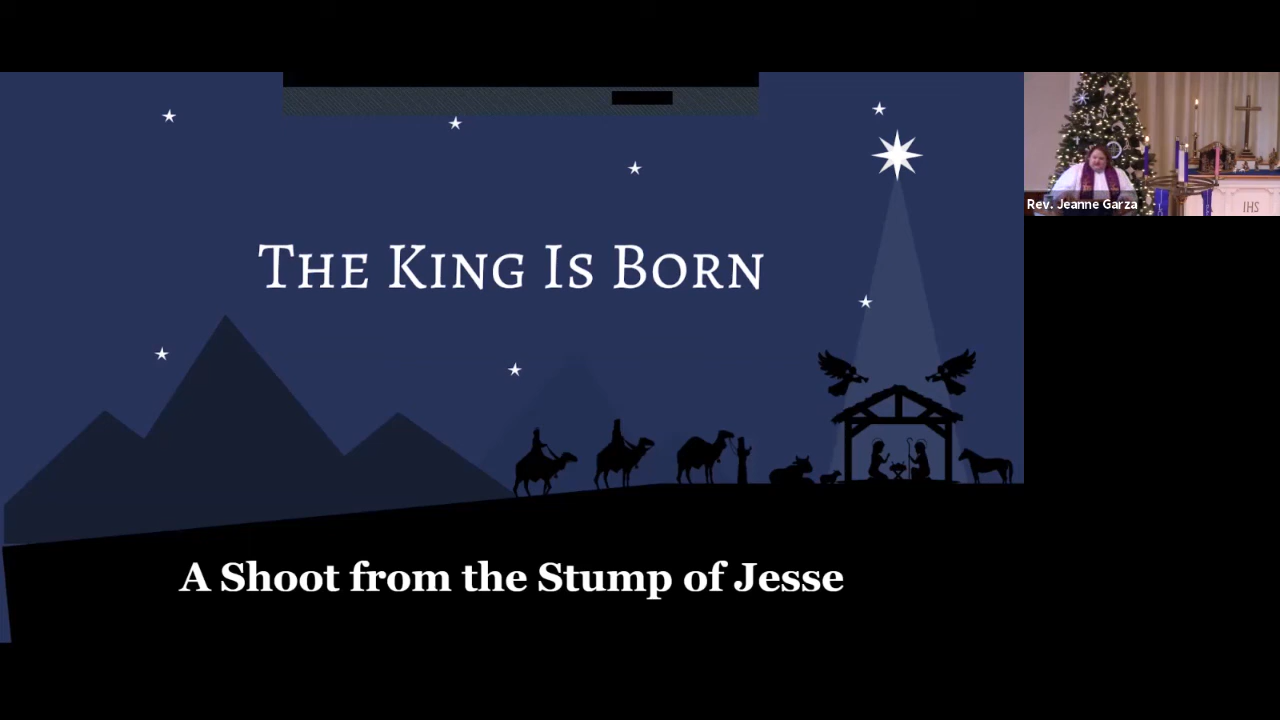 The King Is Born
Rev. Jeanne Garza
IHS
A Shoot from the Stump of Jesse